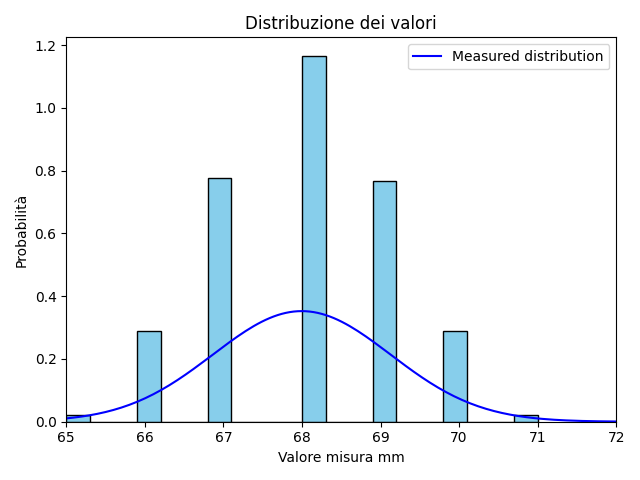 Distribuzione dei valori
Measured distribution
1.2
1.0
0.8
0.6
0.4
0.2
0.0
Probabilità
65 66 67 68 69 70 71 72
Valore misura mm